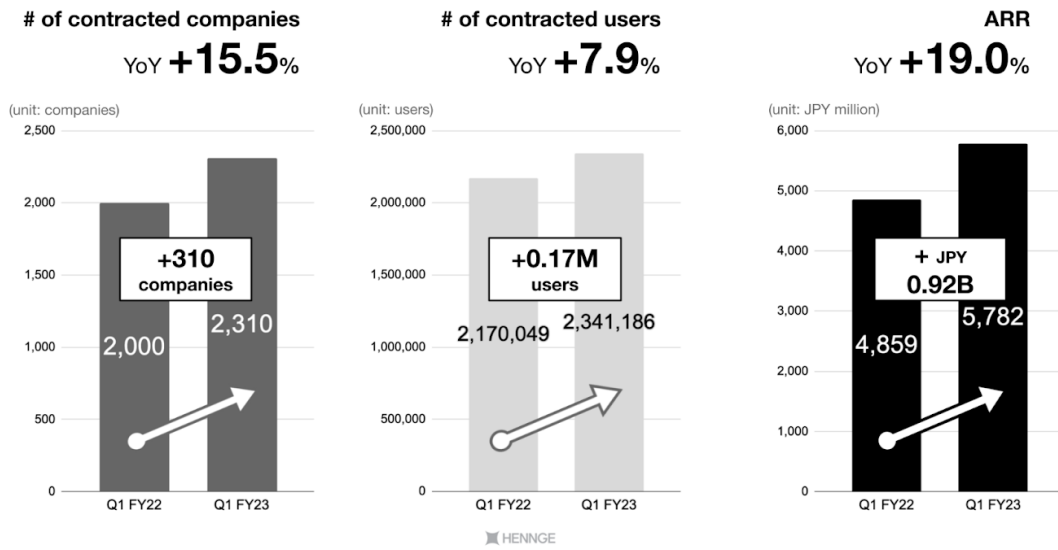 # of contracted companies
YoY +15.5%
(unit: companies)
2,500
2,000
1,500
1,000
500
0
+310
companies
2,000
2,310
Q1 FY22
Q1 FY23
# of contracted users
YoY +7.9%
(unit: users)
2,500,000
2,000,000
1,500,000
1,000,000
500,000
0
+0.17M
users
2,170,049
2,341,186
Q1 FY22
Q1 FY23
ARR
YoY +19.0%
(unit: JPY million)
6,000
5,000
4,000
3,000
2,000
1,000
0
+ JPY
0.92B
4,859
5,782
Q1 FY22
Q1 FY23
HENNGE